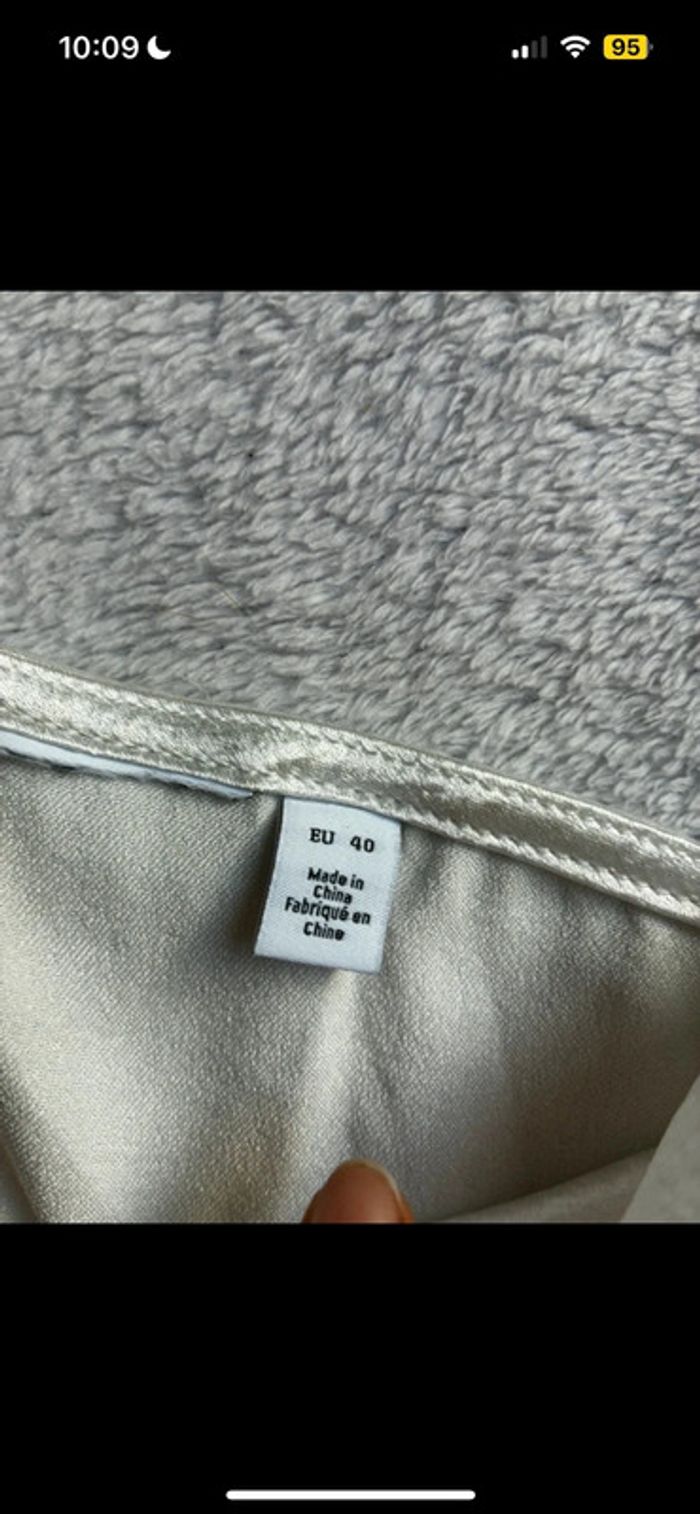 10:09
95
EU 40
Made in
China
Fabriqué en
Chine